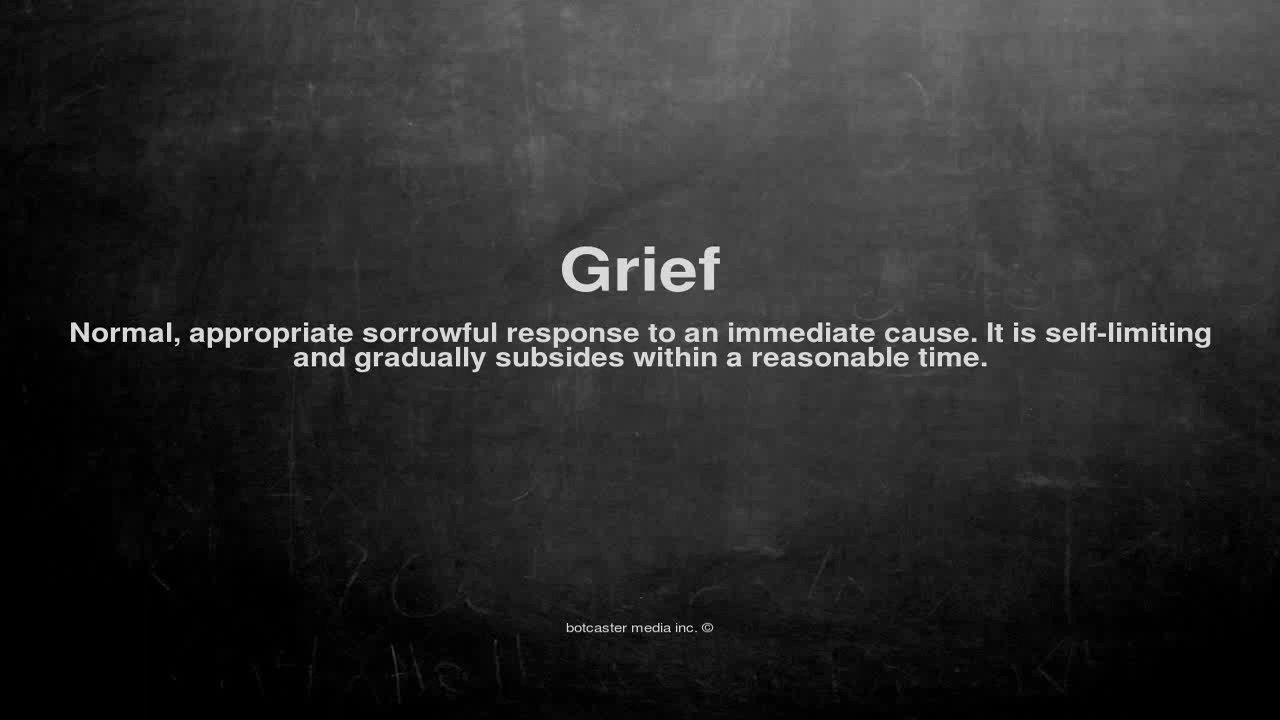 Grief
Normal, appropriate sorrowful response to an immediate cause. It is self-limiting
and gradually subsides within a reasonable time.
botcaster media inc. ©